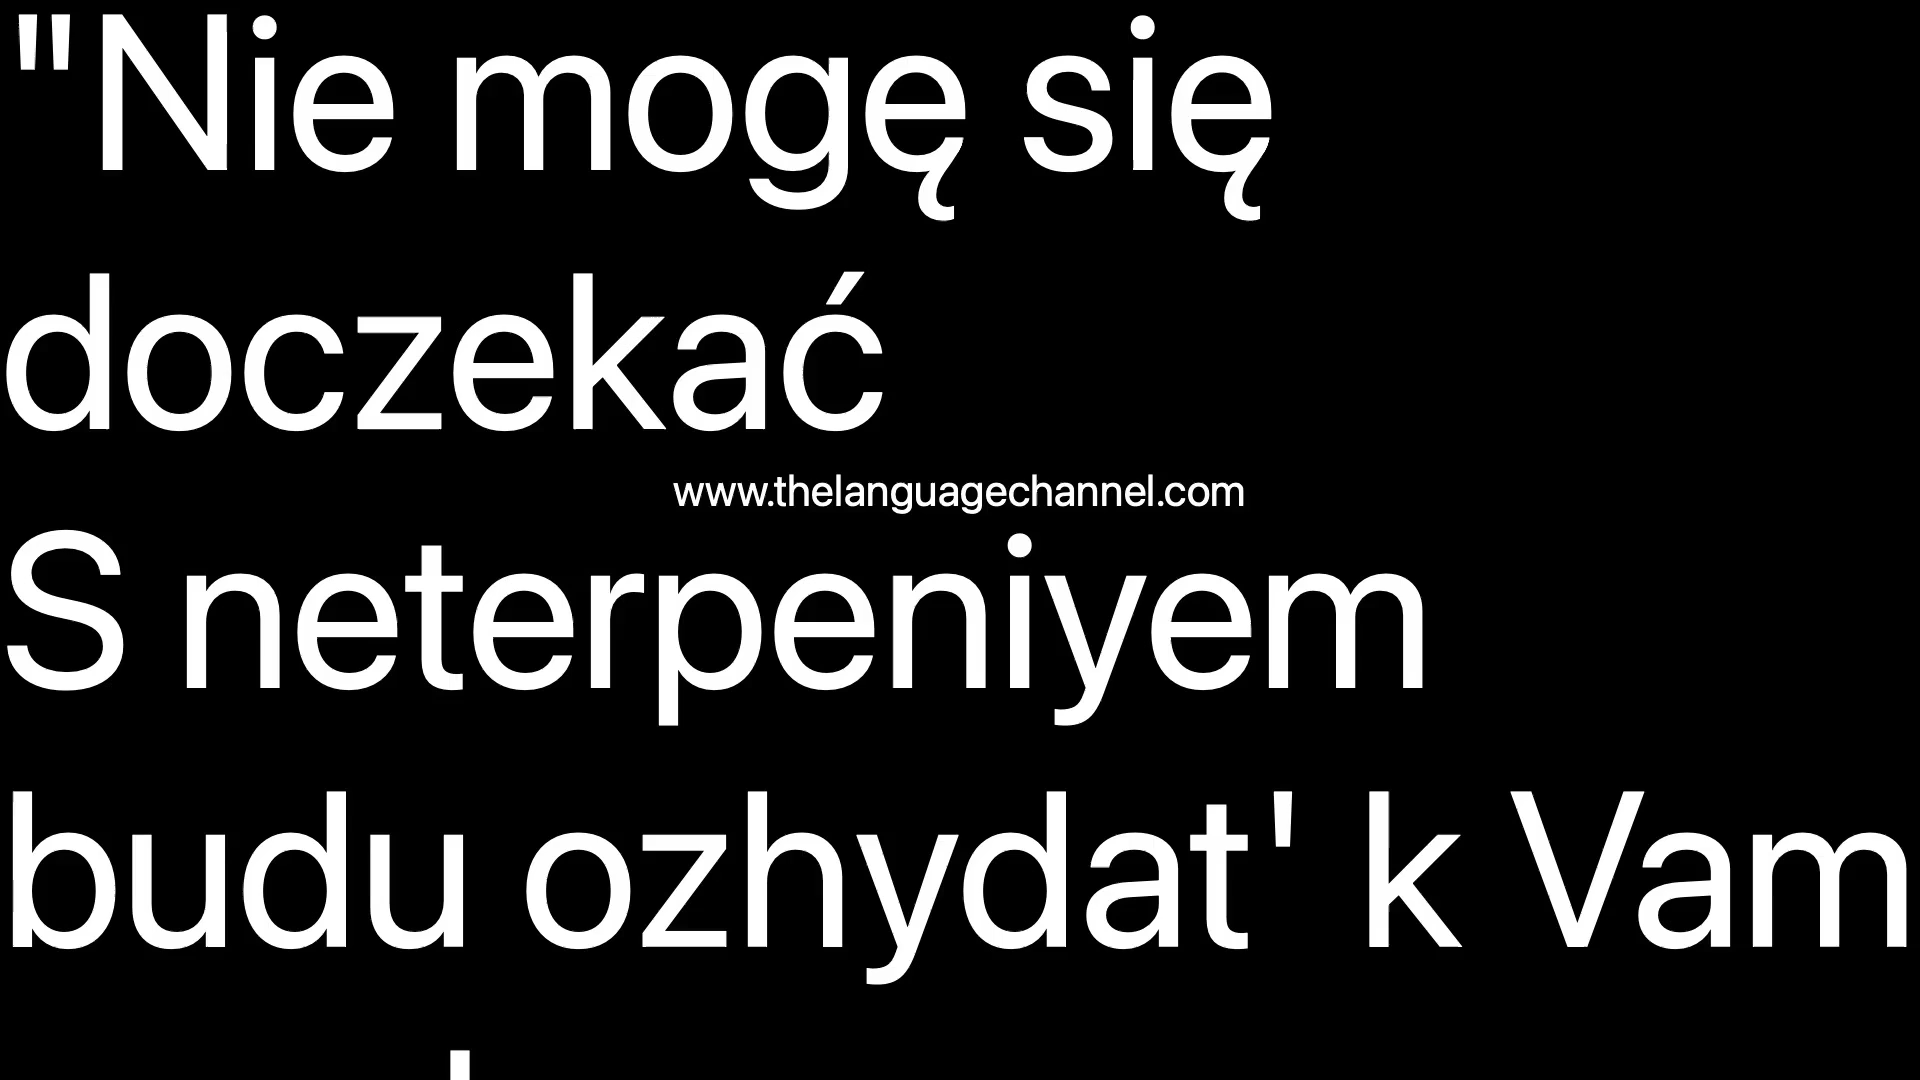 "Nie mogę się
doczekać
www.thelanguagechannel.com
S neterpeniyem
budu ozhydat' k Vam